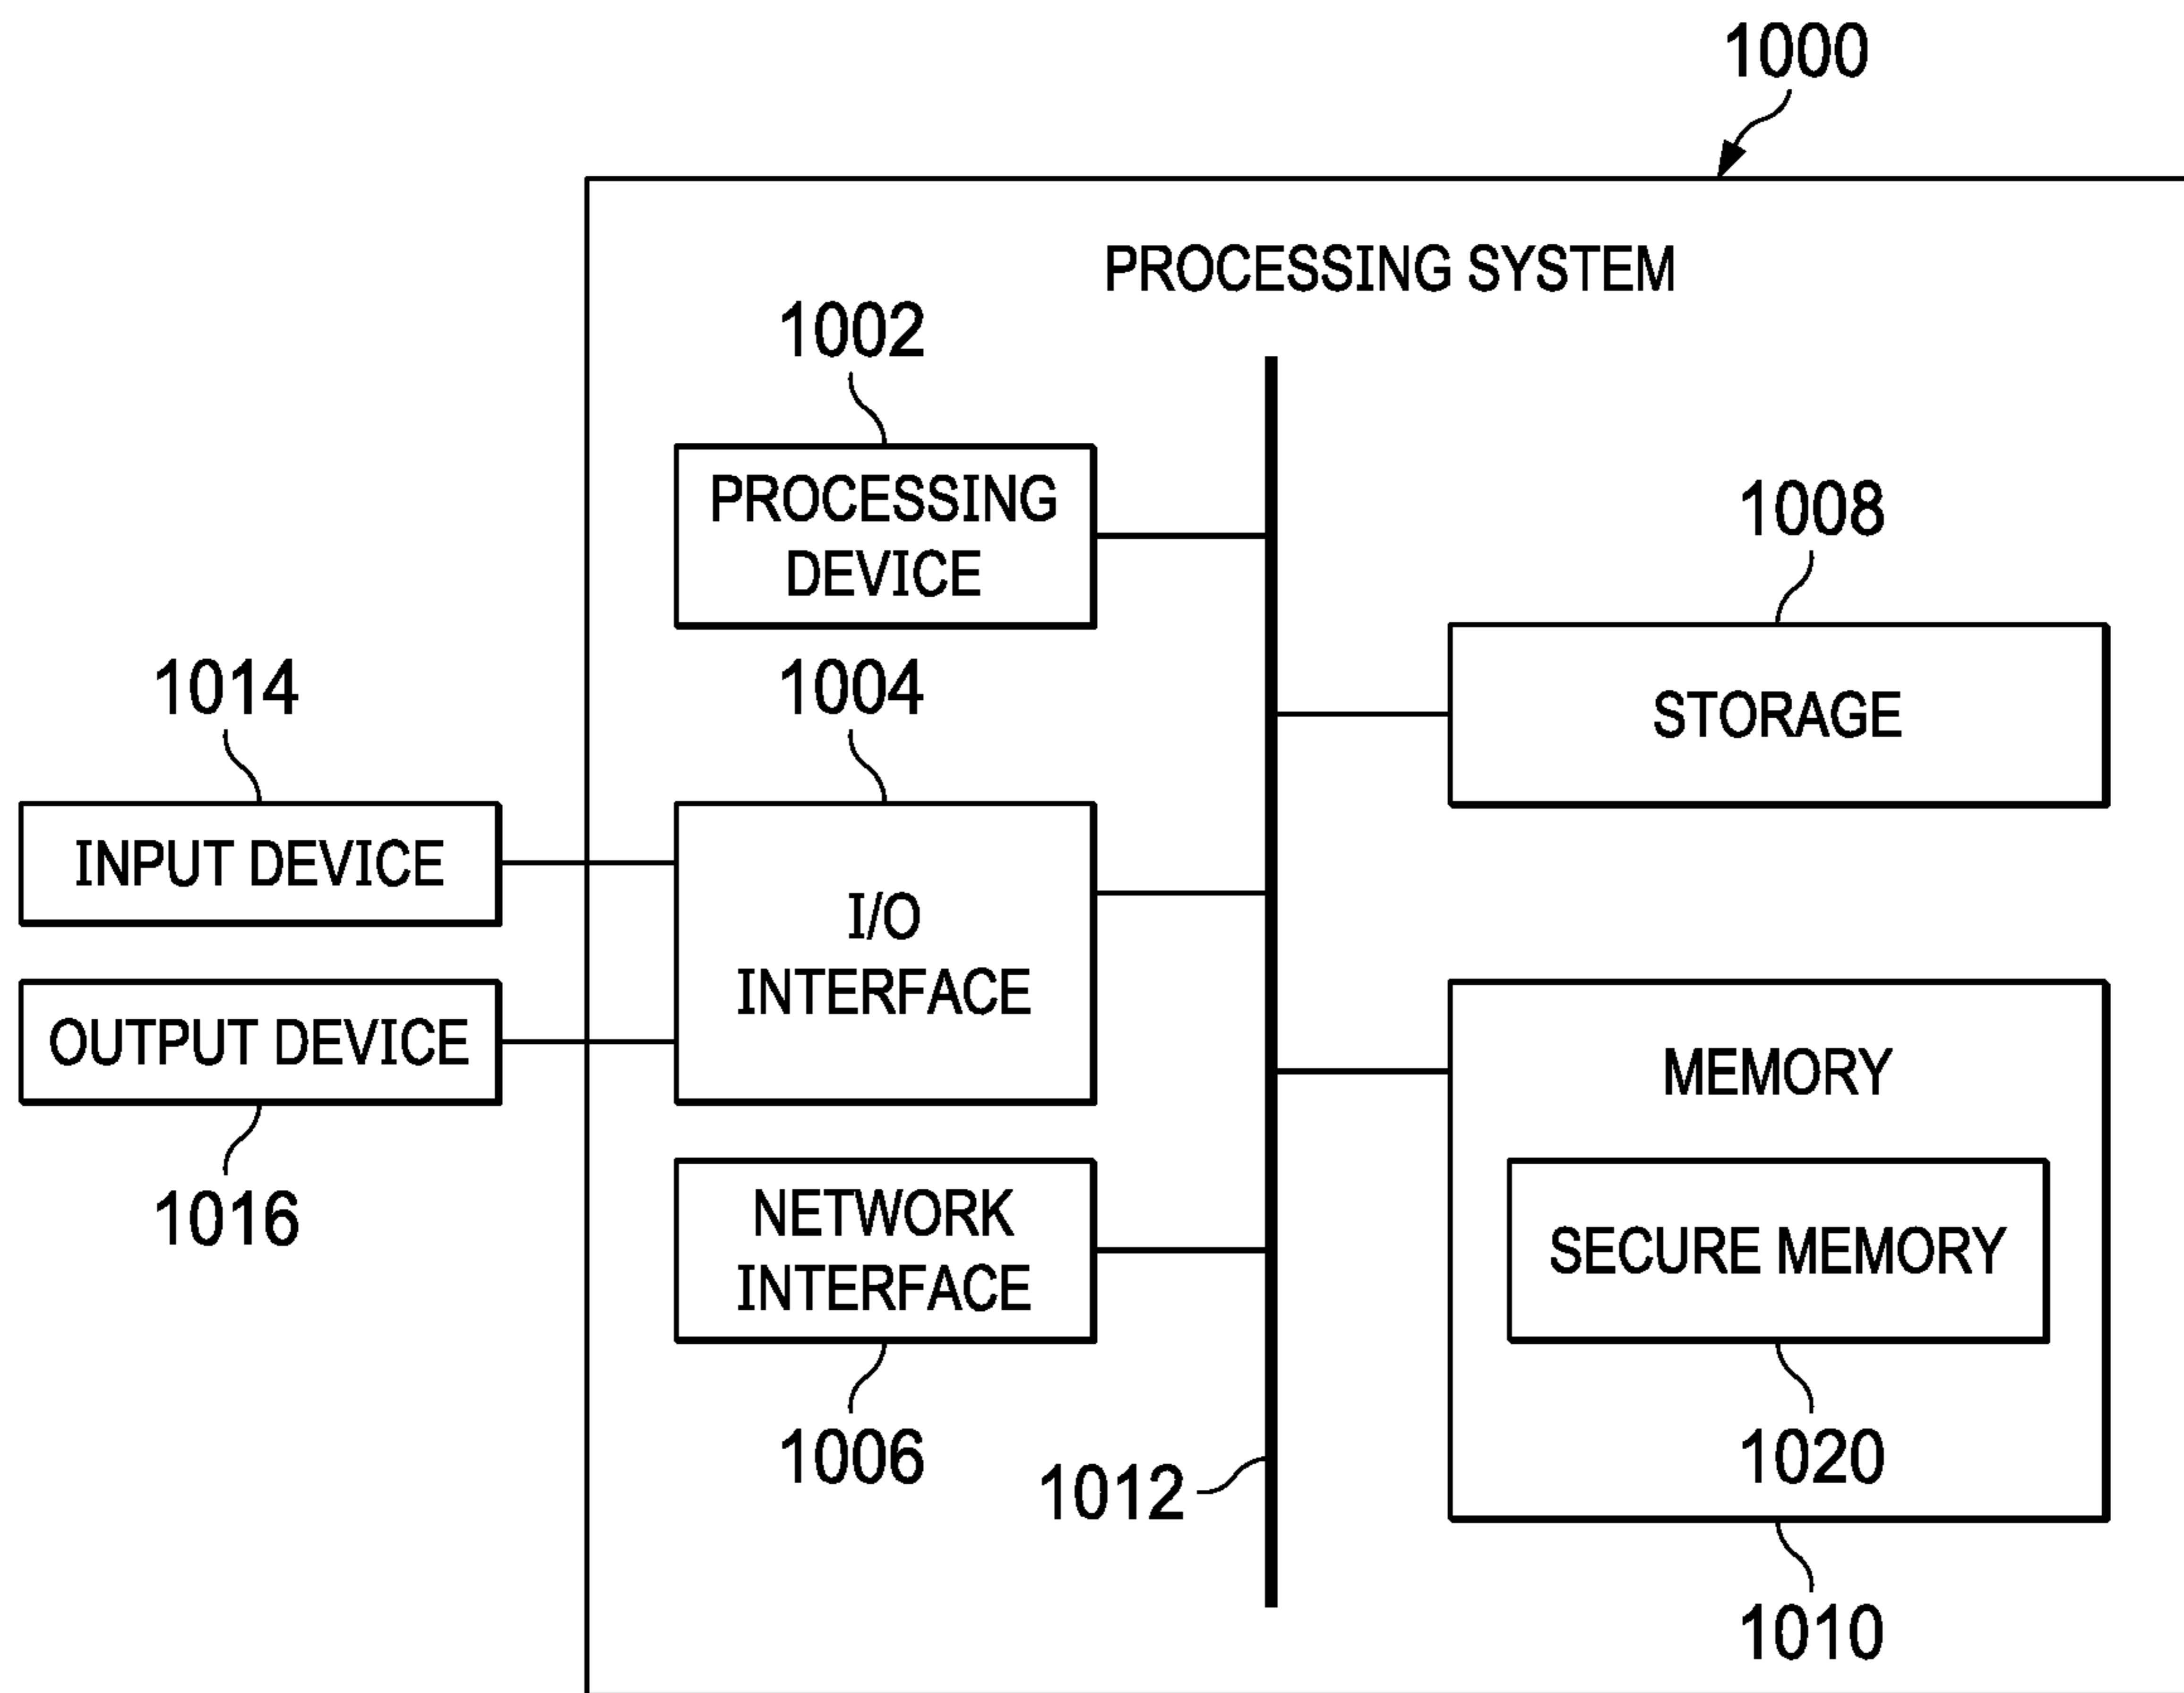 1000
PROCESSING SYSTEM
1002
PROCESSING
DEVICE
1008
STORAGE
1014
INPUT DEVICE
1004
I/O
INTERFACE
OUTPUT DEVICE
1016
MEMORY
NETWORK
INTERFACE
1006
SECURE MEMORY
1020
1012
1010